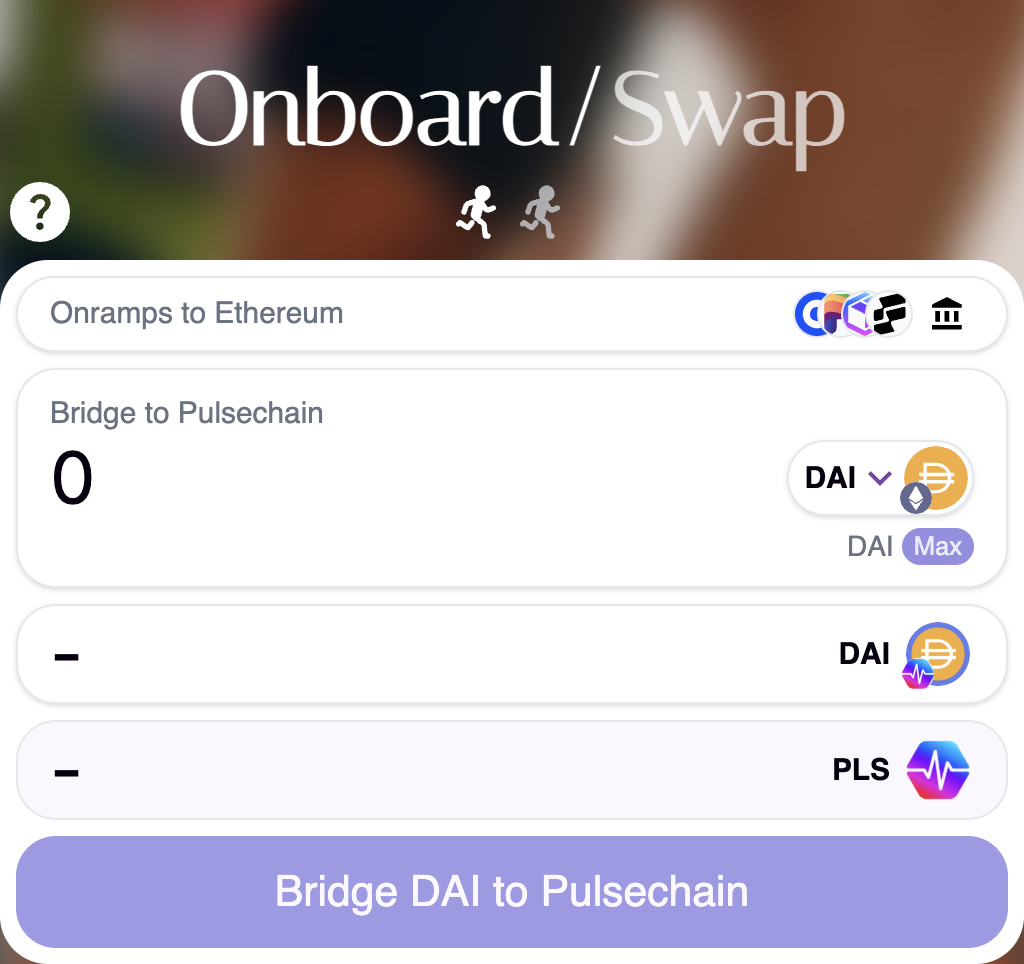 Onboard/Swap
?
Onramps to Ethereum
Bridge to Pulsechain
0
DAI
DAI Max
– DAI
– PLS
Bridge DAI to Pulsechain